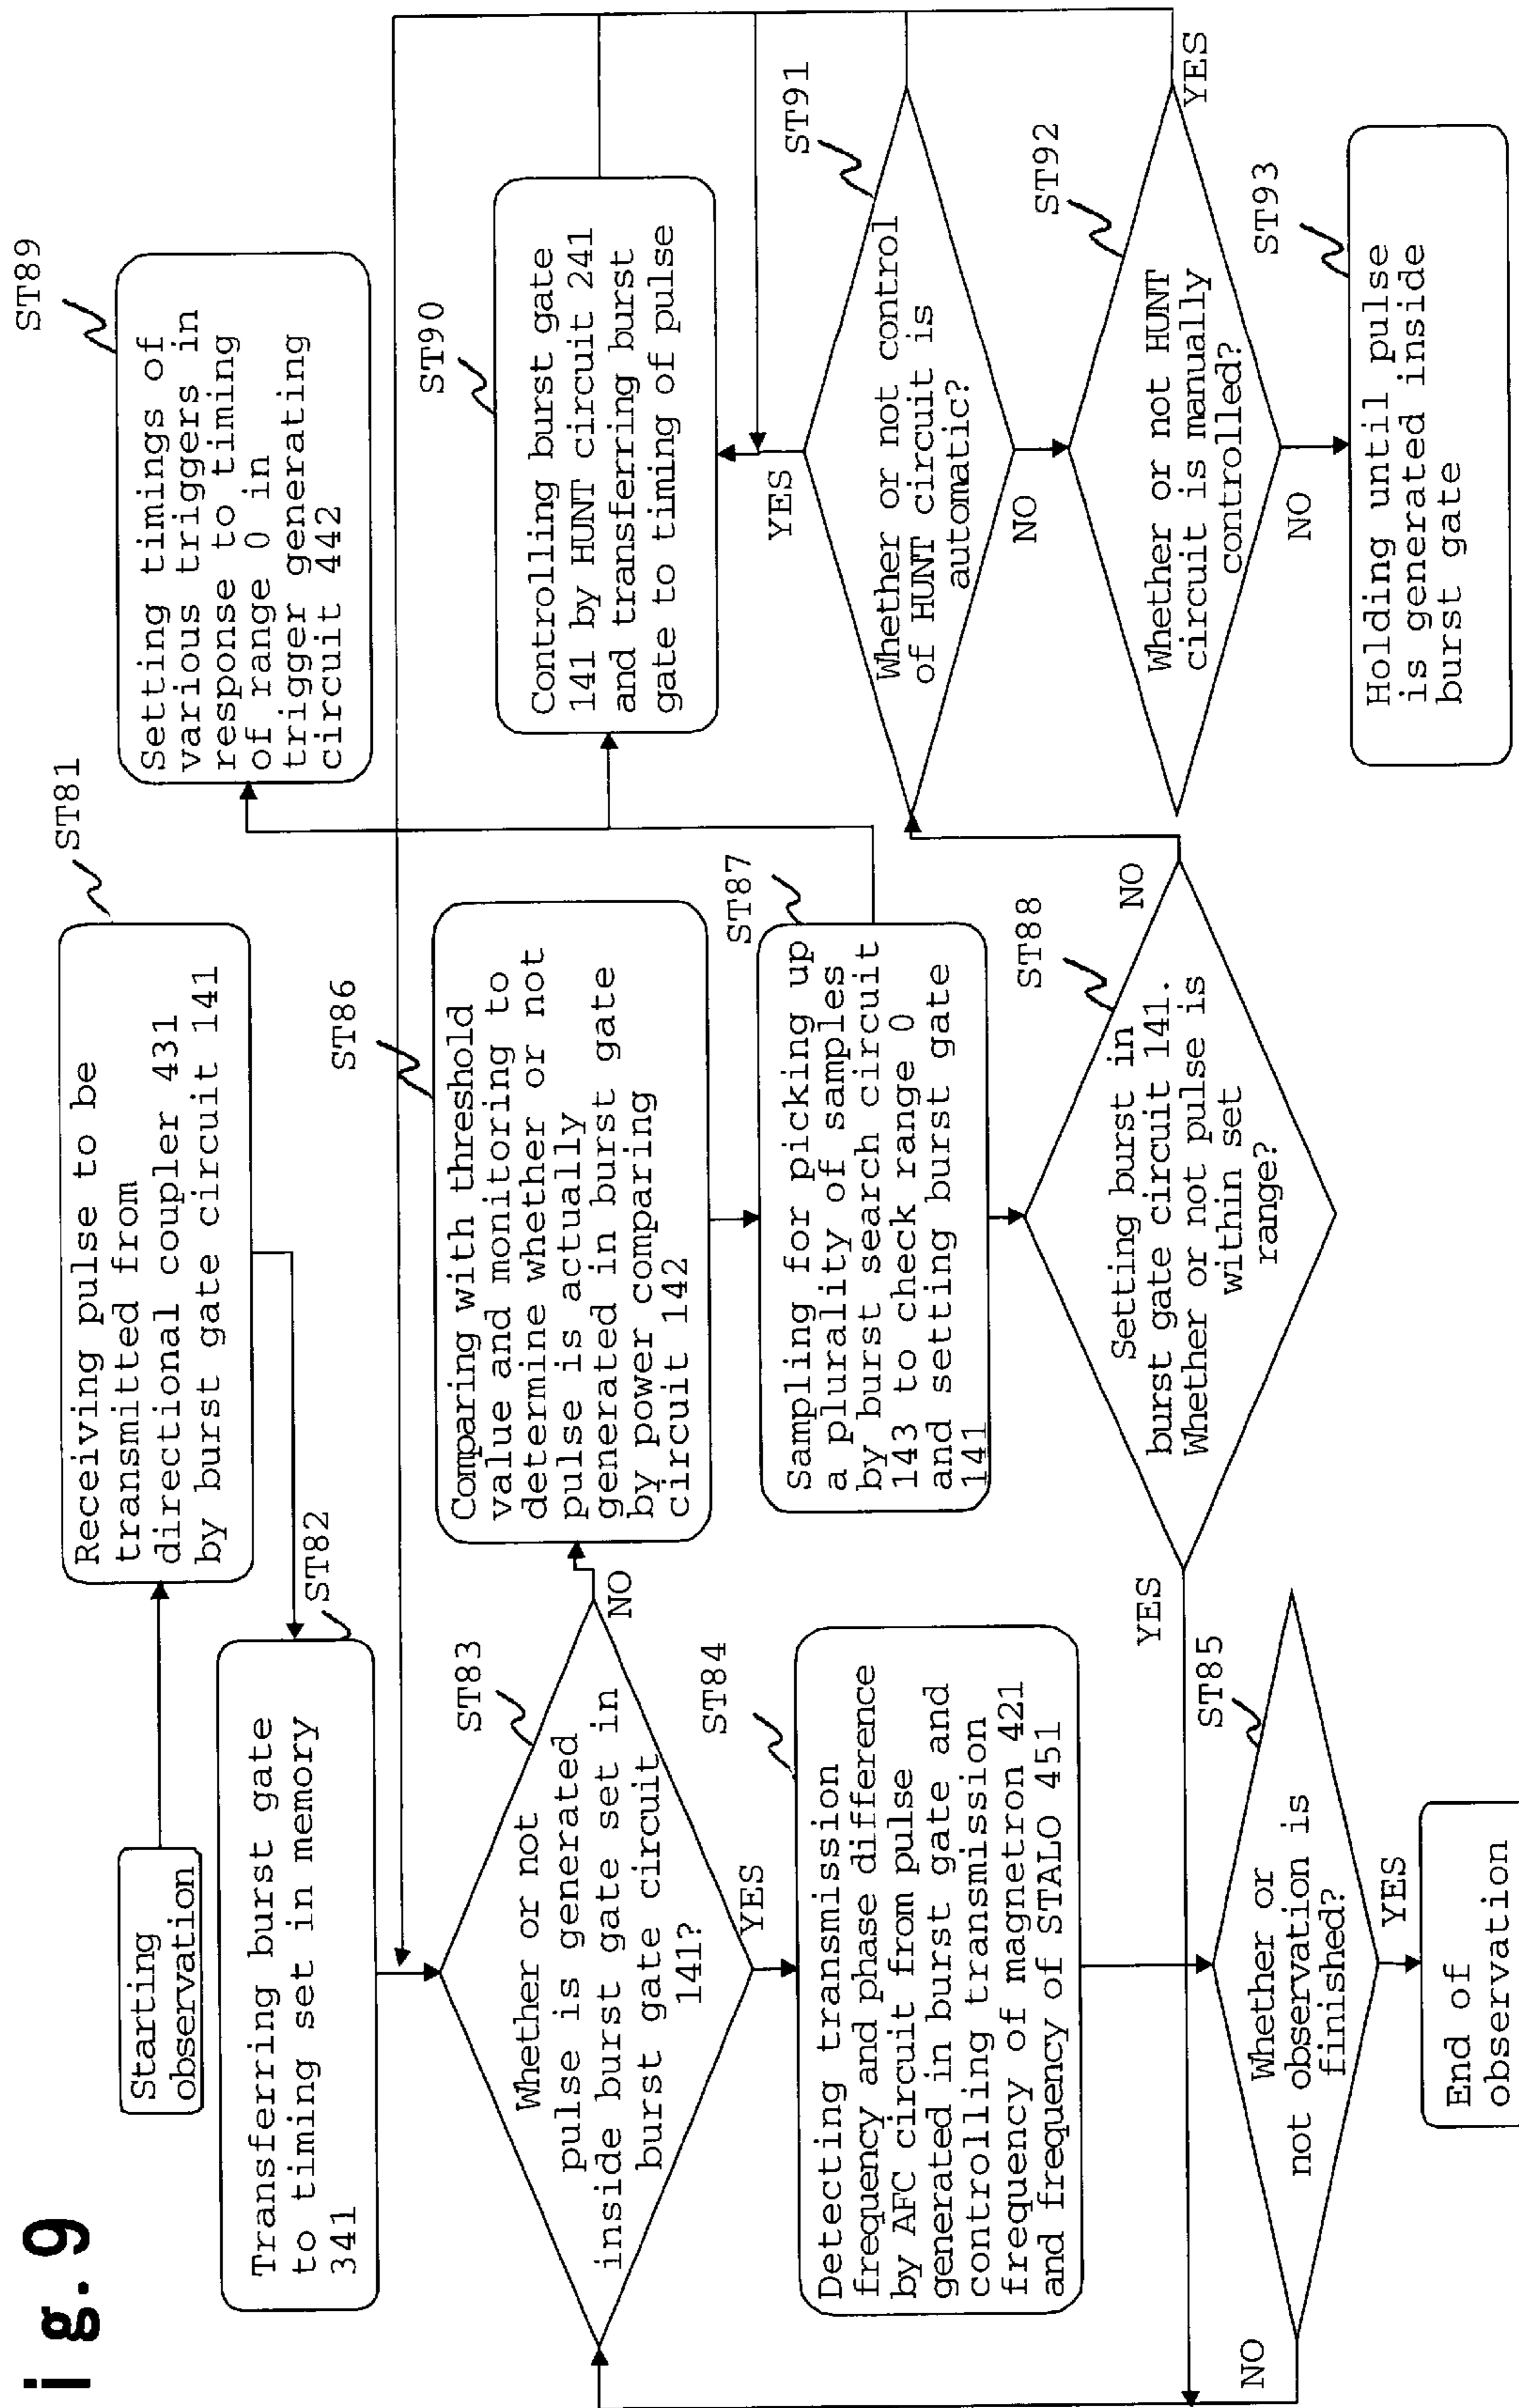 ig.9
Starting
observation
ST81
Receiving pulse to be
transmitted from
directional coupler 431
by burst gate circuit 141
ST82
Transferring burst gate
to timing set in memory
341
ST83
Whether or not
pulse is generated
inside burst gate set in
burst gate circuit
141?
NO
YES
ST84
Detecting transmission
frequency and phase difference
by AFC circuit from pulse
generated in burst gate and
controlling transmission
frequency of magnetron 421
and frequency of STALO 451
ST85
Whether or
not observation is
finished?
NO
YES
End of
observation
ST86
Comparing with threshold
value and monitoring to
determine whether or not
pulse is actually
generated in burst gate
by power comparing
circuit 142
ST87
Sampling for picking up
a plurality of samples
by burst search circuit
143 to check range 0
and setting burst gate
141
ST88
Setting burst in
burst gate circuit 141.
Whether or not pulse is
within set
range?
YES
NO
ST89
Setting timings of
various triggers in
response to timing
of range 0 in
trigger generating
circuit 442
ST90
Controlling burst gate
141 by HUNT circuit 241
and transferring burst
gate to timing of pulse
ST91
YES
Whether or not control
of HUNT circuit is
automatic?
NO
ST92
Whether or not HUNT
circuit is manually
controlled?
YES
NO
ST93
Holding until pulse
is generated inside
burst gate